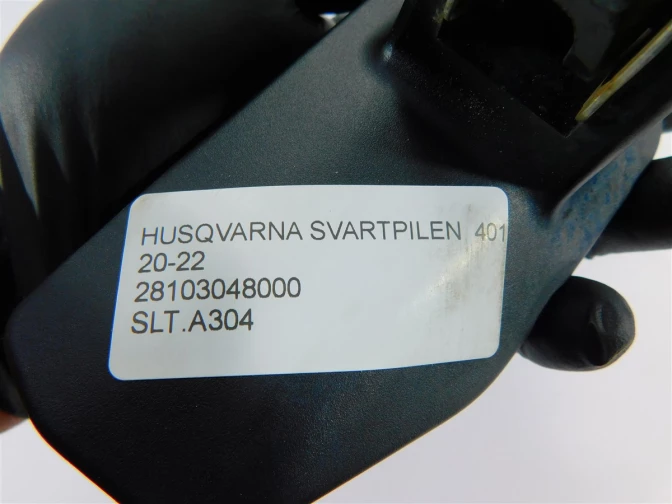 HUSQVARNA SVARTPILEN 401
20-22
28103048000
SLT.A304